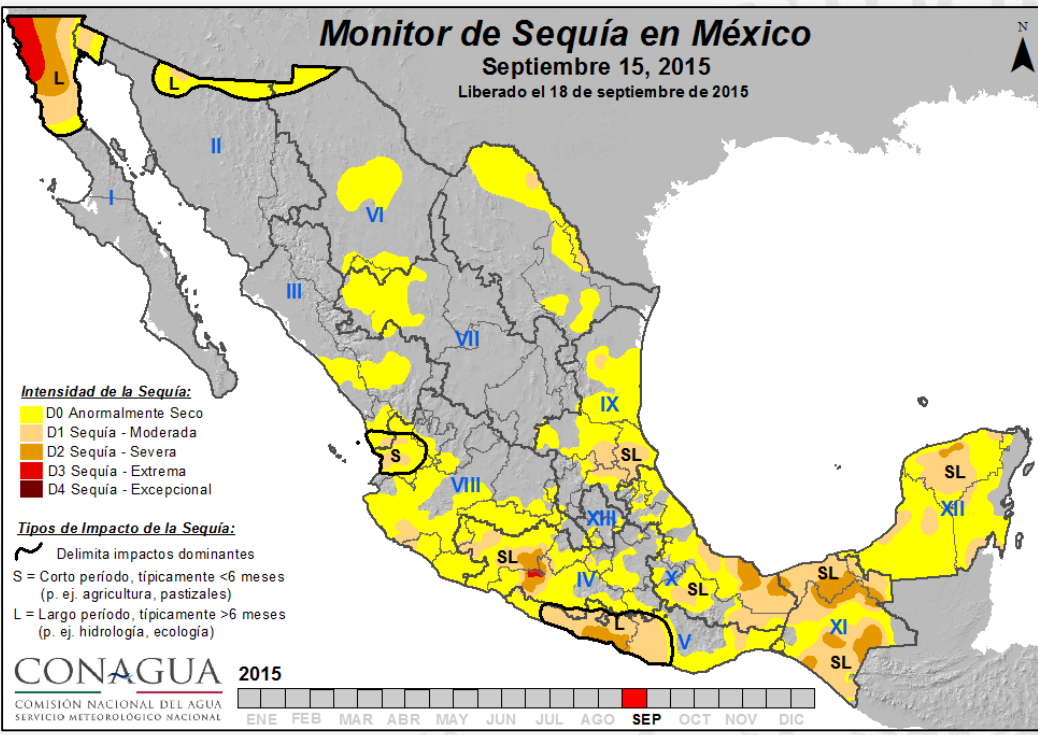 Monitor de Sequía en México
Septiembre 15, 2015
Liberado el 18 de septiembre de 2015
N
L
L
II
I
VI
III
VII
IX
SL
S
VIII
XIII
SL
IV
X
SL
L
V
SL
XII
SL
XI
SL
Intensidad de la Sequía:
D0 Anormalmente Seco
D1 Sequía - Moderada
D2 Sequía - Severa
D3 Sequía - Extrema
D4 Sequía - Excepcional
Tipos de Impacto de la Sequía:
Delimita impactos dominantes
S = Corto período, típicamente <6 meses
(p. ej. agricultura, pastizales)
L = Largo período, típicamente >6 meses
(p. ej. hidrología, ecología)
CONAGUA
COMISIÓN NACIONAL DEL AGUA
SERVICIO METEOROLÓGICO NACIONAL
2015
ENE FEB MAR ABR MAY JUN JUL AGO SEP OCT NOV DIC